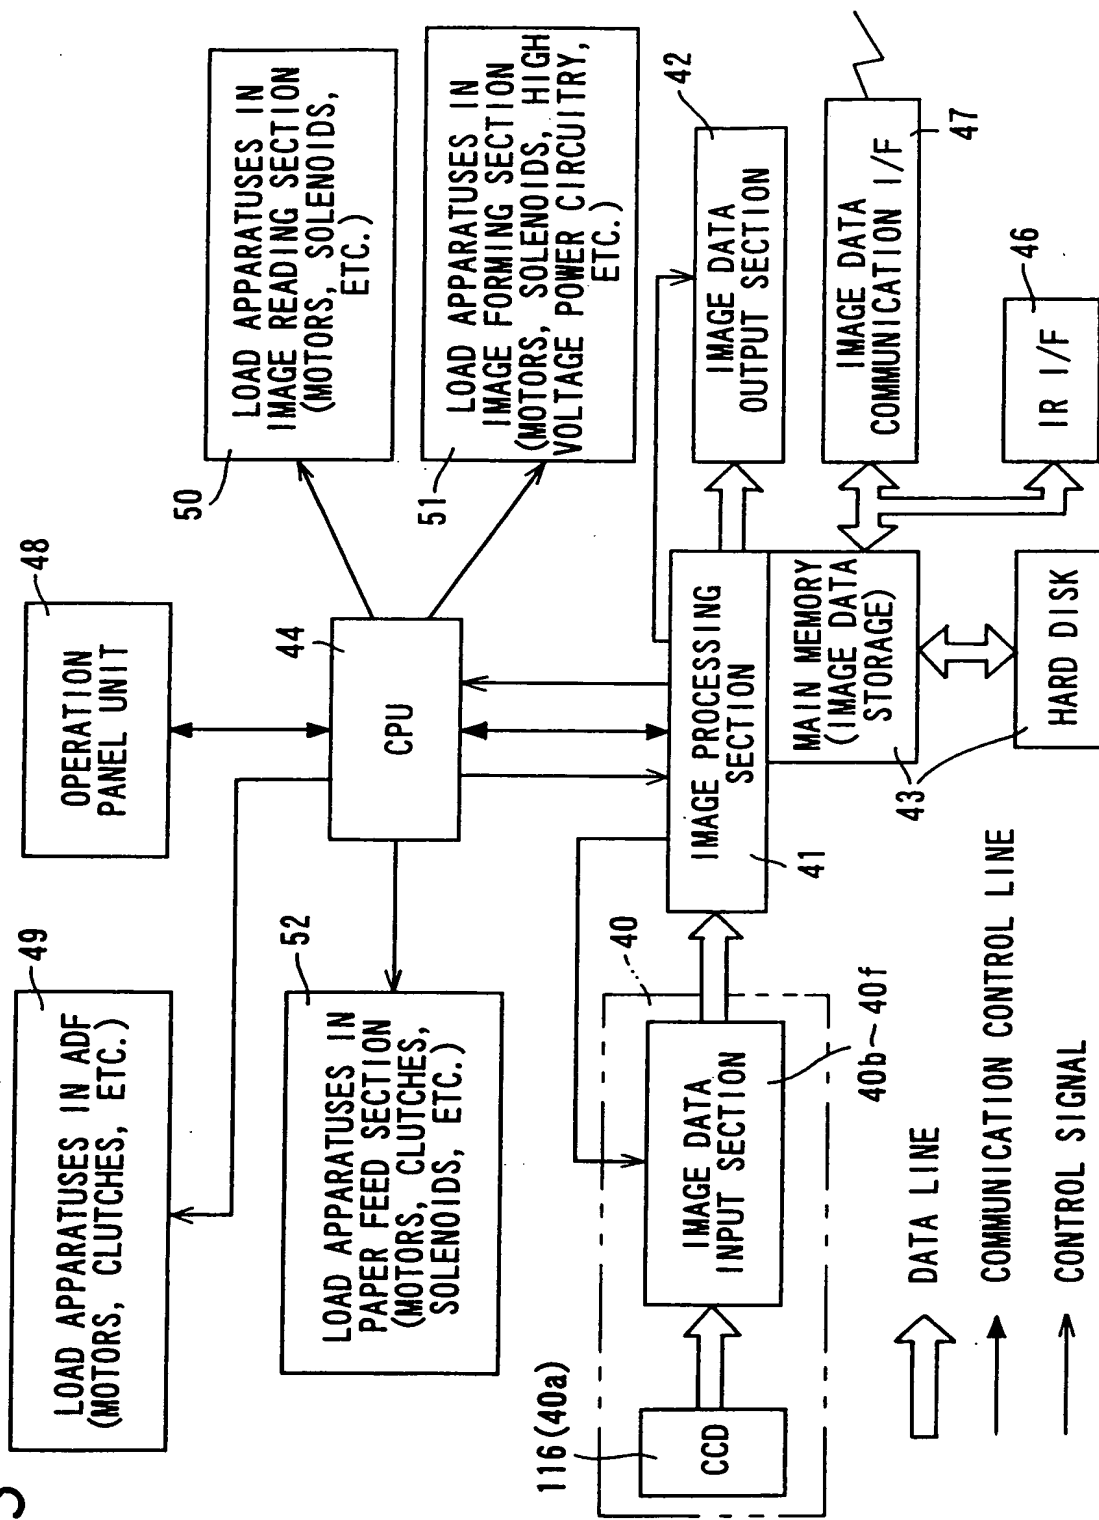 49
LOAD APPARATUSES IN ADF
(MOTORS, CLUTCHES, ETC.)
48
OPERATION
PANEL UNIT
50
LOAD APPARATUSES IN
IMAGE READING SECTION
(MOTORS, SOLENOIDS,
ETC.)
52
LOAD APPARATUSES IN
PAPER FEED SECTION
(MOTORS, CLUTCHES,
SOLENOIDS, ETC.)
44
CPU
51
LOAD APPARATUSES IN
IMAGE FORMING SECTION
(MOTORS, SOLENOIDS, HIGH
VOLTAGE POWER CIRCUITRY,
ETC.)
116(40a)
CCD
40
IMAGE DATA
INPUT SECTION
40b~40f
IMAGE PROCESSING
SECTION
41
42
IMAGE DATA
OUTPUT SECTION
MAIN MEMORY
(IMAGE DATA
STORAGE)
43
IMAGE DATA
COMMUNICATION I/F
47
46
IR I/F
HARD DISK
DATA LINE
COMMUNICATION CONTROL LINE
CONTROL SIGNAL